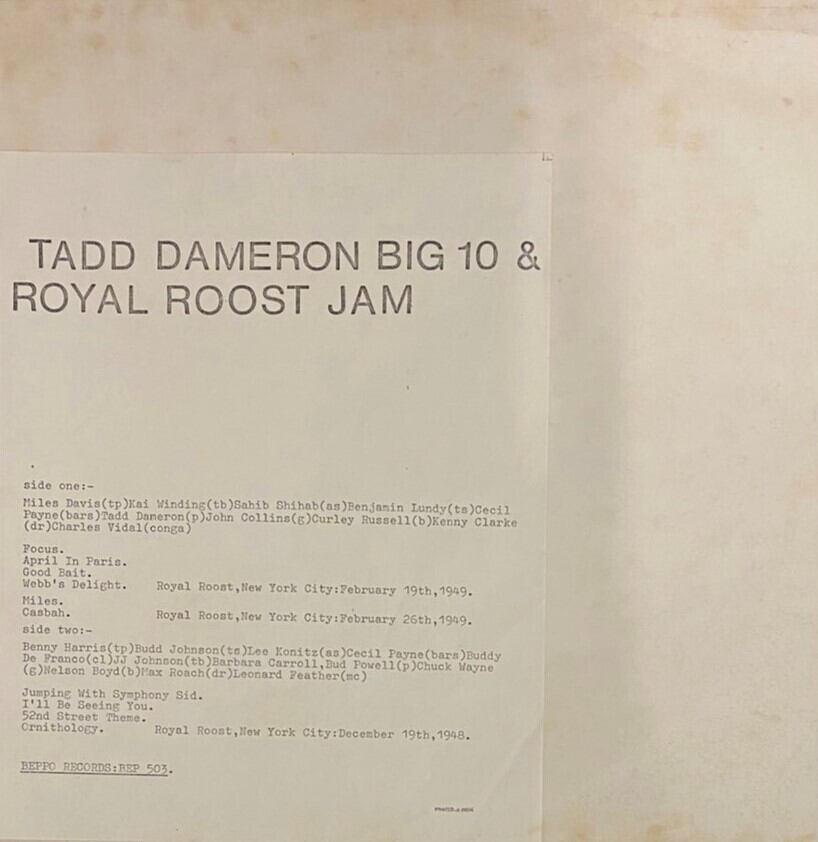 TADD DAMERON BIG 10 &
ROYAL ROOST JAM
side one:-
Miles Davis(tp)Kai Winding(tb)Sahib Shihab(as)Benjamin Lundy(ts)Cecil
Payne(bars)Tadd Dameron(p)John Collins(g)Curley Russell(b)Kenny Clarke
(dr)Charles Vidal(conga)
Focus.
April In Paris.
Good Bait.
Webb's Delight. Royal Roost,New York City:February 19th,1949.
Miles.
Casbah. Royal Roost,New York City:February 26th,1949.
side two:-
Benny Harris(tp)Budd Johnson(ts)Lee Konitz(as)Cecil Payne(bars)Buddy
De Franco(cl)JJ Johnson(tb)Barbara Carroll,Bud Powell(p)Chuck Wayne
(g)Nelson Boyd(b)Max Roach(dr)Leonard Feather(mc)
Jumping With Symphony Sid.
I'll Be Seeing You.
52nd Street Theme.
Ornithology. Royal Roost,New York City:December 19th,1948.
BEPPO RECORDS:BEP 503.